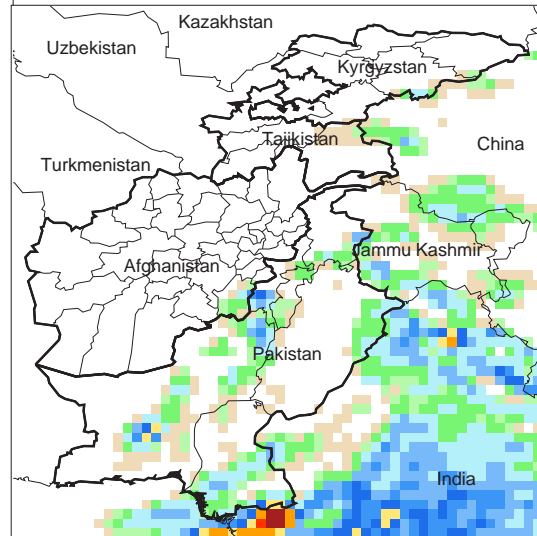 Kazakhstan
Uzbekistan
Kyrgyzstan
Tajikistan
China
Turkmenistan
Jammu Kashmir
Afghanistan
Pakistan
India